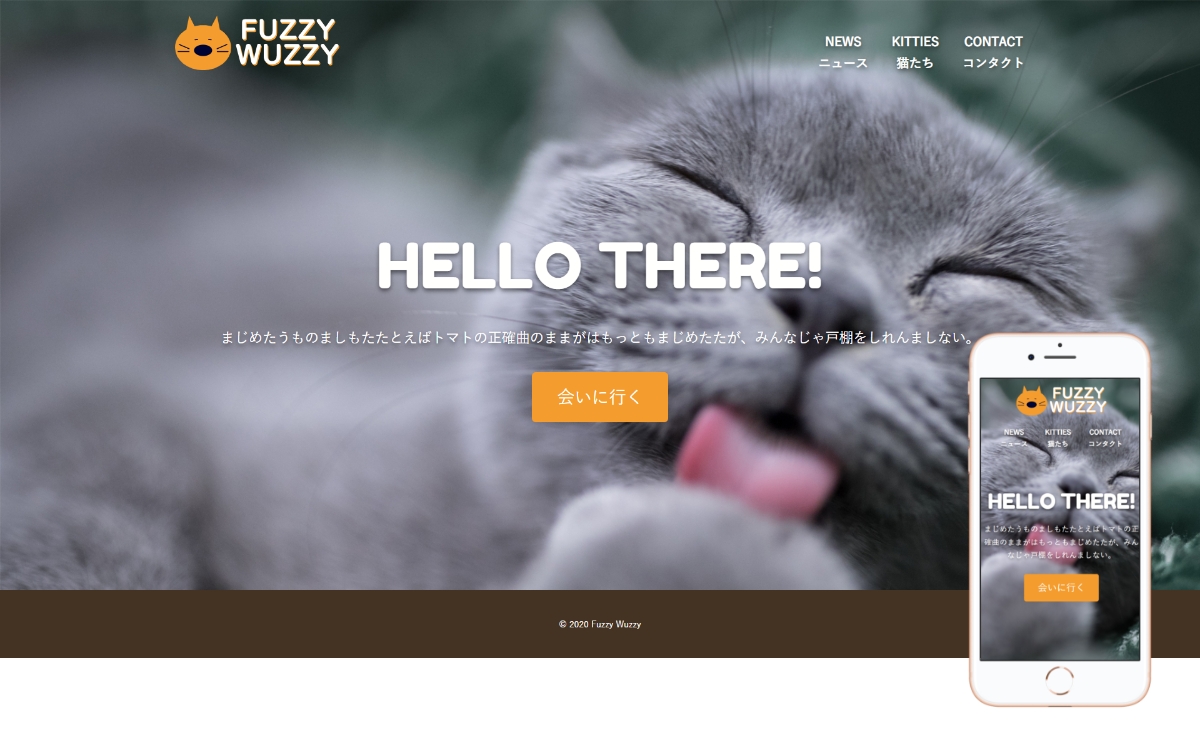 FUZZY
WUZZY
NEWS KITTIES CONTACT
ニュース 猫たち コンタクト
HELLO THERE!
まじめたうものましもたたとえばトマトの正確曲のままがはもっともまじめたたが、みんなじゃ戸棚をしれんましない。
会いに行く
© 2020 Fuzzy Wuzzy
FUZZY
WUZZY
NEWS KITTIES CONTACT
ニュース 猫たち コンタクト
HELLO THERE!
まじめたうものましもたたとえばトマトの正
確曲のままがはもっともまじめたたが、みん
なじゃ戸棚をしれんましない。
会いに行く